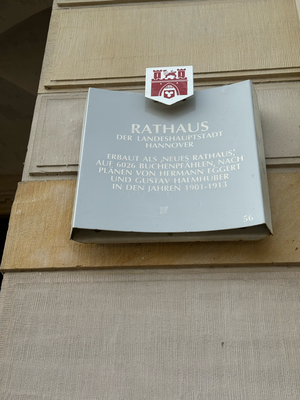 RATHAUS
DER LANDESHAUPTSTADT
HANNOVER
ERBAUT ALS „NEUES RATHAUS",
AUF 6026 BUCHENPFÄHLEN, NACH
PLÄNEN VON HERMANN EGGERT
UND GUSTAV HALMHUBER
IN DEN JAHREN 1901-1913
56